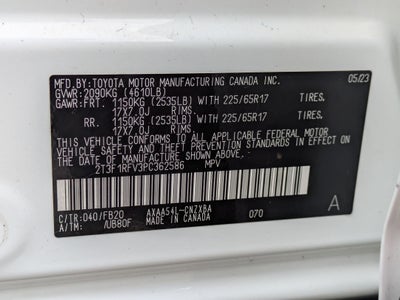 MFD.BY:TOYOTA MOTOR MANUFACTURING CANADA INC. 05/23
GVWR:2090KG (4610LB)
GAWR:FRT. 1150KG (2535LB) WITH 225/65R17 TIRES,
17X7.0J RIMS.
RR. 1150KG (2535LB) WITH 225/65R17 TIRES,
17X7.0J RIMS.
THIS VEHICLE CONFORMS TO ALL APPLICABLE FEDERAL MOTOR
VEHICLE SAFETY, BUMPER, AND THEFT PREVENTION STANDARDS IN EFFECT
ON THE DATE OF MANUFACTURE SHOWN ABOVE.
2T3F1RFV3PC362586 MPV
C/TR:040/FB20 AXAA54L-CNZXBA 070 A
A/TM: /UB80F MADE IN CANADA